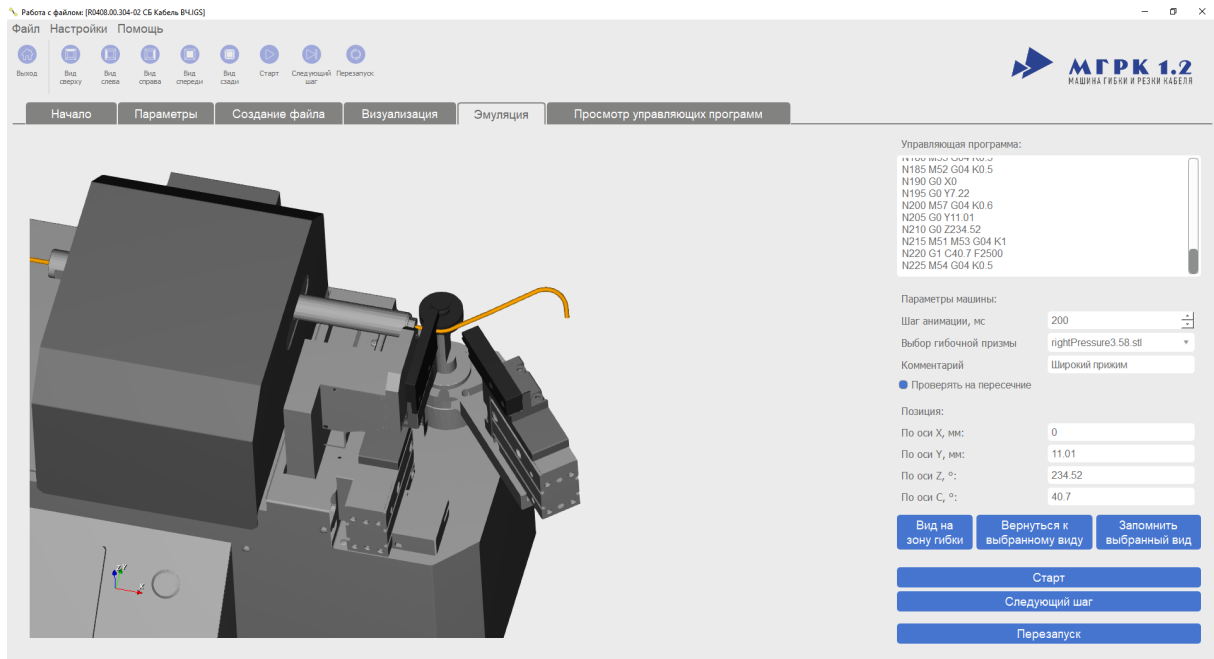 Работа с файлом: [R0408.00.304-02 СБ Кабель ВЧ.IGS]
Файл Настройки Помощь
Выход
Вид сверху
Вид слева
Вид справа
Вид спереди
Вид сзади
Старт
Следующий шаг
Перезапуск
МГРК 1.2
МАШИНА ГИБКИ И РЕЗКИ КАБЕЛЯ
Начало Параметры Создание файла Визуализация Эмуляция Просмотр управляющих программ
Управляющая программа:
N180 M55 G04 K0.5
N185 M52 G04 K0.5
N190 G0 X0
N195 G0 Y7.22
N200 M57 G04 K0.6
N205 G0 Y11.01
N210 G0 Z234.52
N215 M51 M53 G04 K1
N220 G1 C40.7 F2500
N225 M54 G04 K0.5
Параметры машины:
Шаг анимации, мс 200
Выбор гибочной призмы rightPressure3.58.stl
Комментарий Широкий прижим
Проверять на пересечние
Позиция:
По оси X, мм: 0
По оси Y, мм: 11.01
По оси Z, °: 234.52
По оси C, °: 40.7
Вид на зону гибки
Вернуться к выбранному виду
Запомнить выбранный вид
Старт
Следующий шаг
Перезапуск
Z Y
X